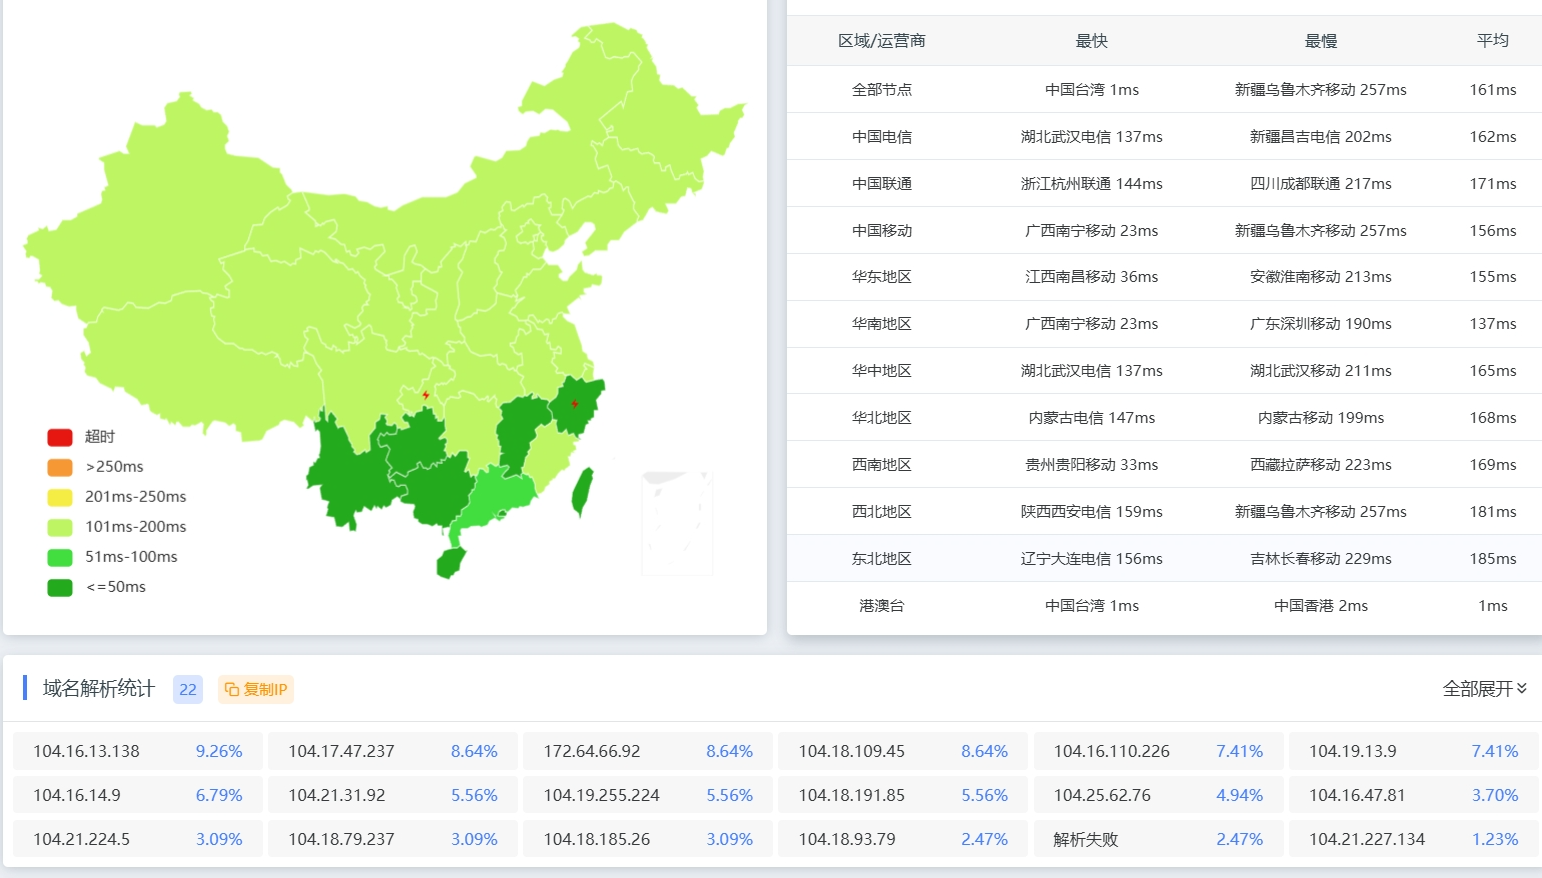 超时
>250ms
201ms-250ms
101ms-200ms
51ms-100ms
<=50ms
区域/运营商 最快 最慢 平均
全部节点 中国台湾 1ms 新疆乌鲁木齐移动 257ms 161ms
中国电信 湖北武汉电信 137ms 新疆昌吉电信 202ms 162ms
中国联通 浙江杭州联通 144ms 四川成都联通 217ms 171ms
中国移动 广西南宁移动 23ms 新疆乌鲁木齐移动 257ms 156ms
华东地区 江西南昌移动 36ms 安徽淮南移动 213ms 155ms
华南地区 广西南宁移动 23ms 广东深圳移动 190ms 137ms
华中地区 湖北武汉电信 137ms 湖北武汉移动 211ms 165ms
华北地区 内蒙古电信 147ms 内蒙古移动 199ms 168ms
西南地区 贵州贵阳移动 33ms 西藏拉萨移动 223ms 169ms
西北地区 陕西西安电信 159ms 新疆乌鲁木齐移动 257ms 181ms
东北地区 辽宁大连电信 156ms 吉林长春移动 229ms 185ms
港澳台 中国台湾 1ms 中国香港 2ms 1ms
域名解析统计 22 复制IP 全部展开
104.16.13.138 9.26% 104.17.47.237 8.64% 172.64.66.92 8.64% 104.18.109.45 8.64% 104.16.110.226 7.41% 104.19.13.9 7.41%
104.16.14.9 6.79% 104.21.31.92 5.56% 104.19.255.224 5.56% 104.18.191.85 5.56% 104.25.62.76 4.94% 104.16.47.81 3.70%
104.21.224.5 3.09% 104.18.79.237 3.09% 104.18.185.26 3.09% 104.18.93.79 2.47% 解析失败 2.47% 104.21.227.134 1.23%